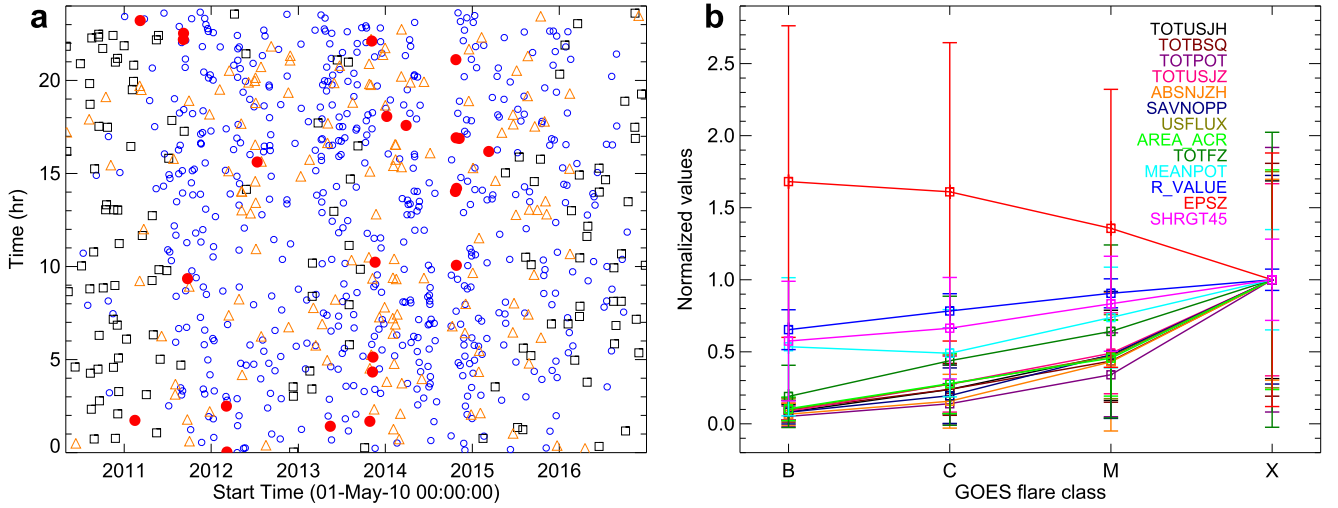 a
Time (hr)
20
15
10
5
0
2011 2012 2013 2014 2015 2016
Start Time (01-May-10 00:00:00)
b
Normalized values
2.5
2.0
1.5
1.0
0.5
0.0
TOTUSJH
TOTBSQ
TOTPOT
TOTUSJZ
ABSNJZH
SAVNOPP
USFLUX
AREA_ACR
TOTFZ
MEANPOT
R_VALUE
EPSZ
SHRGT45
B C M X
GOES flare class